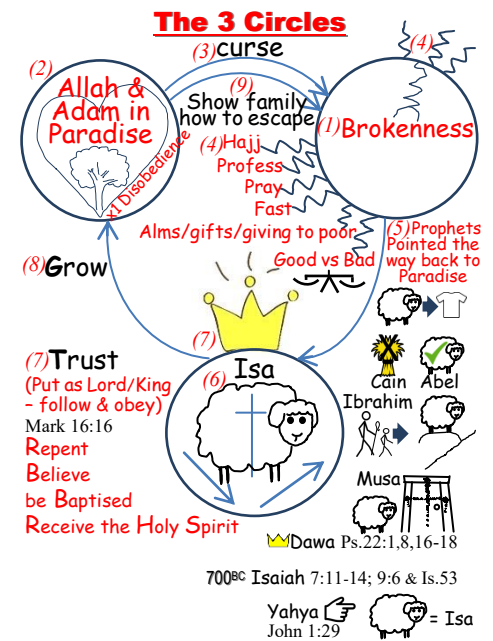 The 3 Circles
(3)curse
(4)
(2)
Allah &
Adam in
Paradise
x1 Disobedience
(9)
Show family
how to escape
(1)Brokenness
(4)Hajj
Profess
Pray
Fast
Alms/gifts/giving to poor
Good vs Bad
(5)Prophets
Pointed the
way back to
Paradise
(8)Grow
(7)
(7)Trust
(Put as Lord/King
– follow & obey)
Mark 16:16
Repent
Believe
be Baptised
Receive the Holy Spirit
(6)
Isa
Cain Abel
Ibrahim
Musa
Dawa Ps.22:1,8,16-18
700BC Isaiah 7:11-14; 9:6 & Is.53
Yahya = Isa
John 1:29